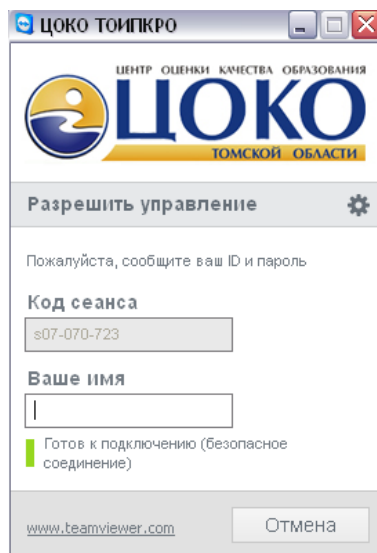 ЦОКО ТОИПКРО
ЦЕНТР ОЦЕНКИ КАЧЕСТВА ОБРАЗОВАНИЯ
ЦОКО
ТОМСКОЙ ОБЛАСТИ
Разрешить управление
Пожалуйста, сообщите ваш ID и пароль
Код сеанса
s07-070-723
Ваше имя
Готов к подключению (безопасное
соединение)
www.teamviewer.com
Отмена